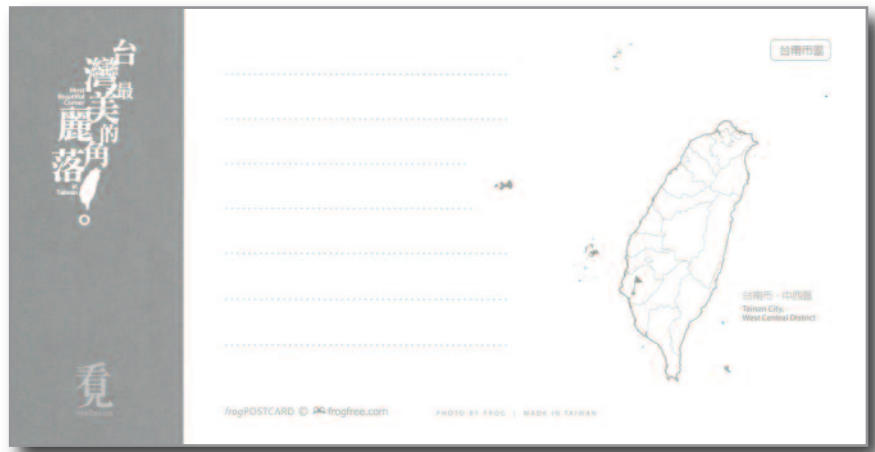 台灣最美麗的角落
Most
Beautiful
Corner
in
Taiwan
看見
台南市區
台南市・中西區
Tainan City,
West Central District
frogPOSTCARD © frogfree.com
PHOTO BY FROG | MADE IN TAIWAN